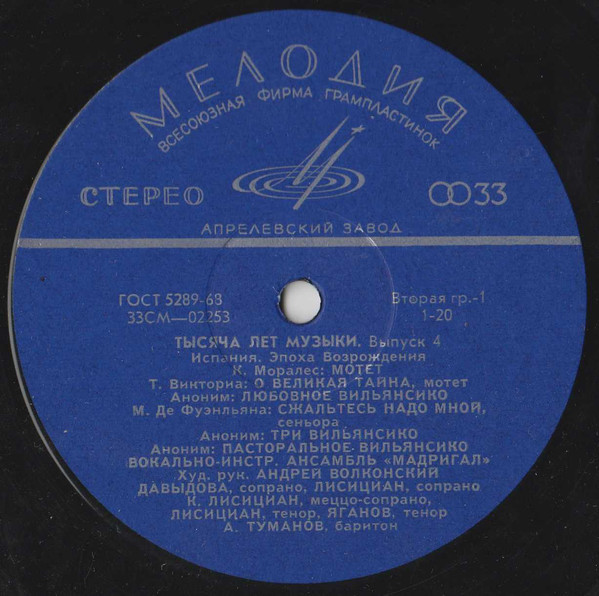 МЕЛОДИЯ
ВСЕСОЮЗНАЯ ФИРМА ГРАМПЛАСТИНОК
СТЕРЕО
33
АПРЕЛЕВСКИЙ ЗАВОД
ГОСТ 5289-68
Вторая гр.-1
33СМ—02253
1-20
ТЫСЯЧА ЛЕТ МУЗЫКИ. Выпуск 4
Испания. Эпоха Возрождения
К. Моралес: МОТЕТ
Т. Виктория: О ВЕЛИКАЯ ТАЙНА, мотет
Аноним: ЛЮБОВНОЕ ВИЛЬЯНСИКО
М. Де Фуэнльяна: СЖАЛЬТЕСЬ НАДО МНОЙ,
сеньора
Аноним: ТРИ ВИЛЬЯНСИКО
Аноним: ПАСТОРАЛЬНОЕ ВИЛЬЯНСИКО
ВОКАЛЬНО-ИНСТР. АНСАМБЛЬ «МАДРИГАЛ»
Худ. рук. АНДРЕЙ ВОЛКОНСКИЙ
ДАВЫДОВА, сопрано, ЛИСИЦИАН, сопрано
К. ЛИСИЦИАН, меццо-сопрано,
ЛИСИЦИАН, тенор, ЯГАНОВ, тенор
А. ТУМАНОВ, баритон